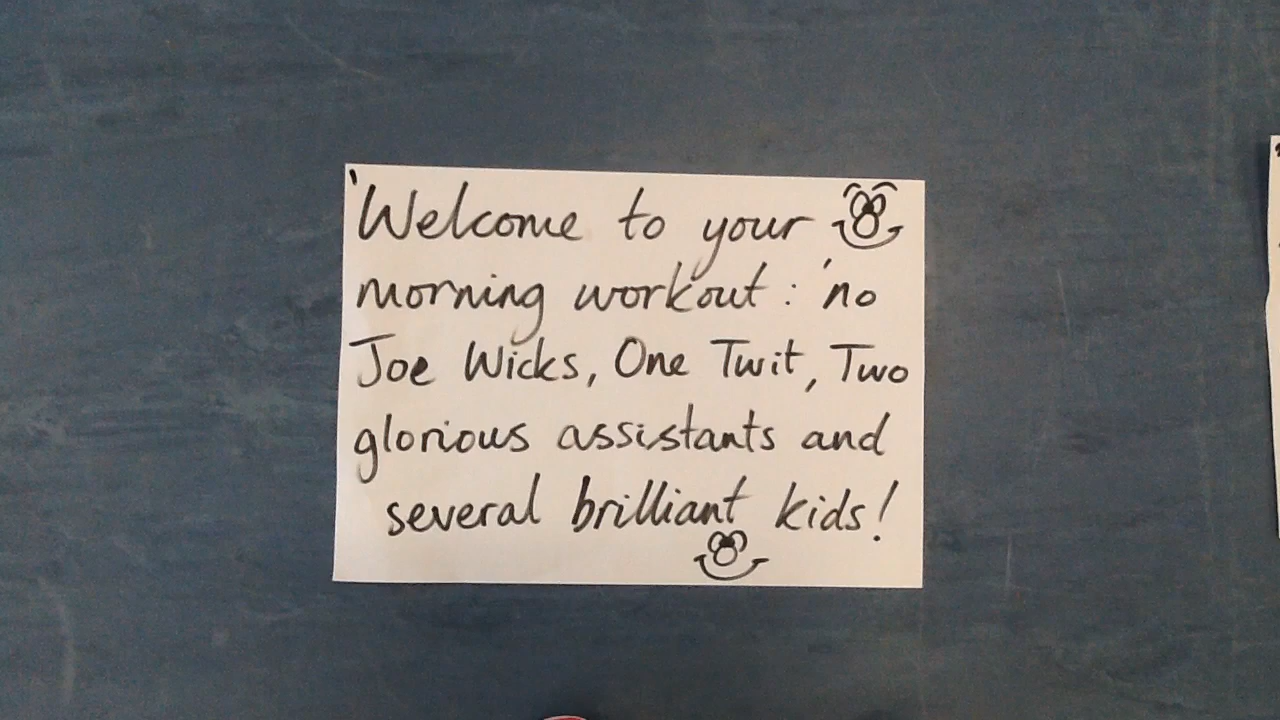 'Welcome to your
morning workout: 'no
Joe Wicks, One Twit, Two
glorious assistants and
several brilliant kids!